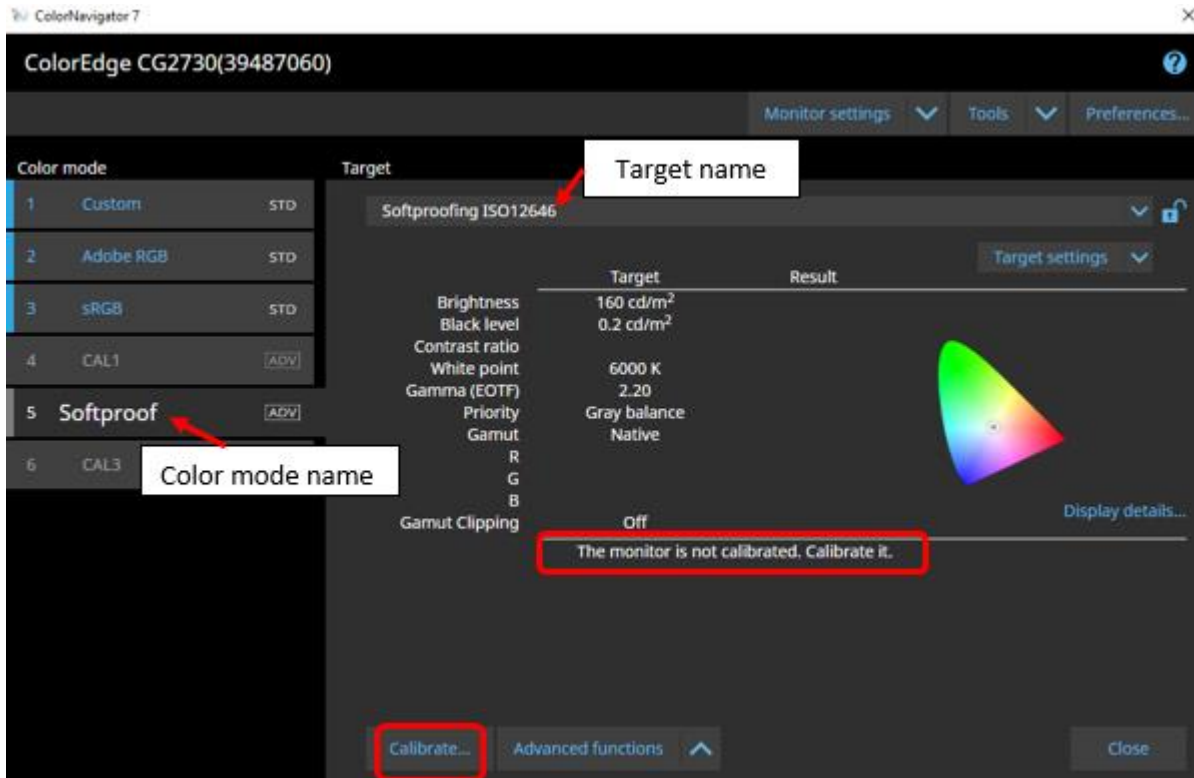 ColorNavigator 7
ColorEdge CG2730(39487060)
Monitor settings Tools Preferences...
Color mode
Target
Target name
1 Custom STD
2 Adobe RGB STD
3 sRGB STD
4 CAL1 ADV
5 Softproof ADV
6 CAL3
Color mode name
Softproofing ISO12646
Target settings
Target Result
Brightness 160 cd/m²
Black level 0.2 cd/m²
Contrast ratio
White point 6000 K
Gamma (EOTF) 2.20
Priority Gray balance
Gamut Native
R
G
B
Gamut Clipping Off
Display details...
The monitor is not calibrated. Calibrate it.
Calibrate... Advanced functions Close